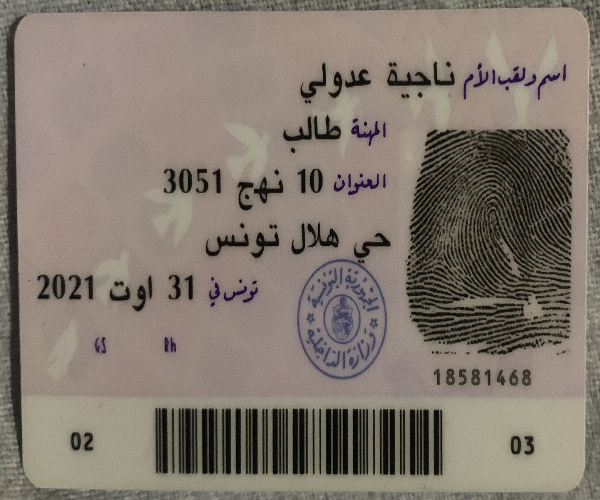 اسم ولقب الأم ناجية عدولي
المهنة طالب
العنوان 10 نهج 3051
حي هلال تونس
تونس في 31 اوت 2021
GS Rh
الجمهورية التونسية
وزارة الداخلية
18581468
02 03